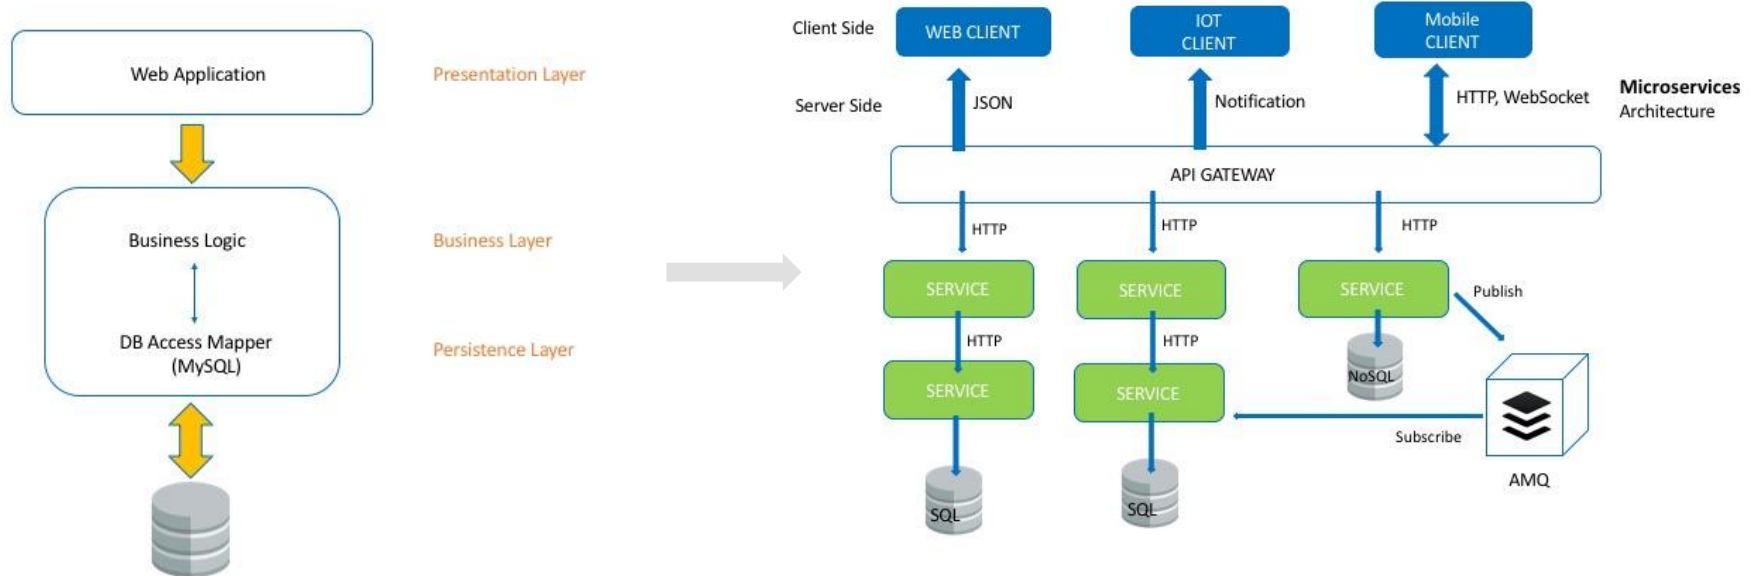 Web Application
Presentation Layer
Business Logic
Business Layer
DB Access Mapper
(MySQL)
Persistence Layer
Client Side
WEB CLIENT
IOT
CLIENT
Mobile
CLIENT
Server Side
JSON
Notification
HTTP, WebSocket
Microservices
Architecture
API GATEWAY
HTTP
HTTP
HTTP
SERVICE
SERVICE
SERVICE
Publish
HTTP
HTTP
NoSQL
SERVICE
SERVICE
Subscribe
AMQ
SQL
SQL